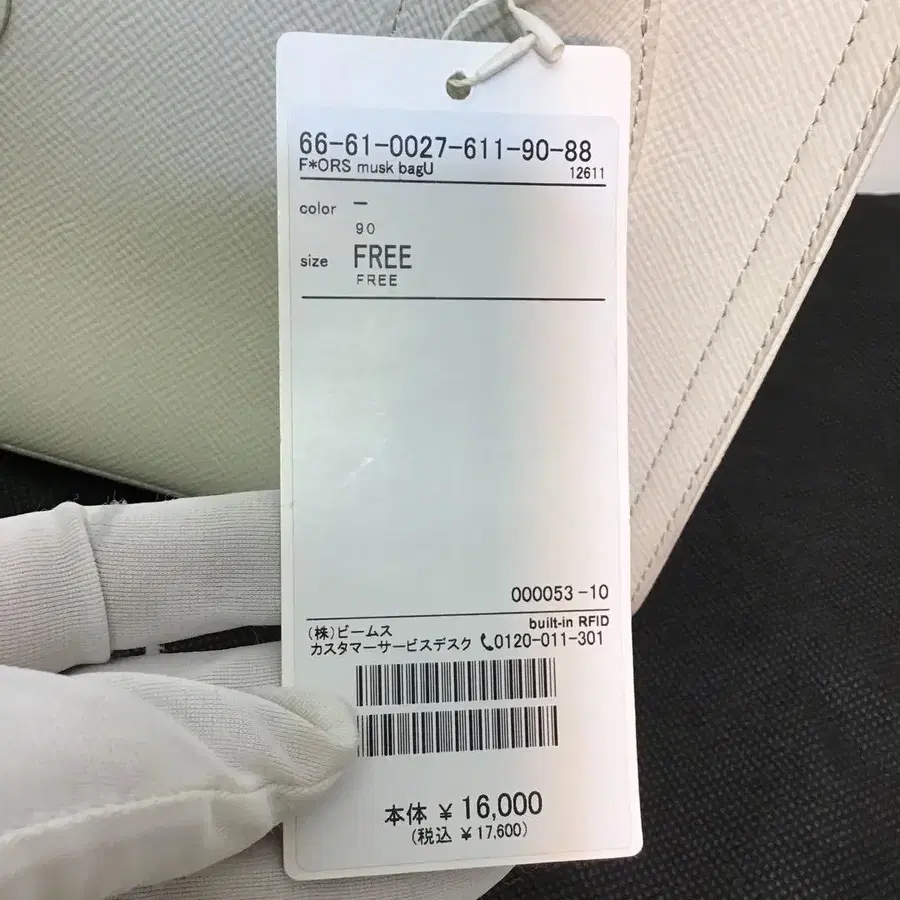 66-61-0027-611-90-88
F*ORS musk bagU 12611
color −
90
size FREE
FREE
000053-10
built-in RFID
(株)ビームス
カスタマーサービスデスク 0120-011-301
本体 ¥ 16,000
(税込 ¥17,600)